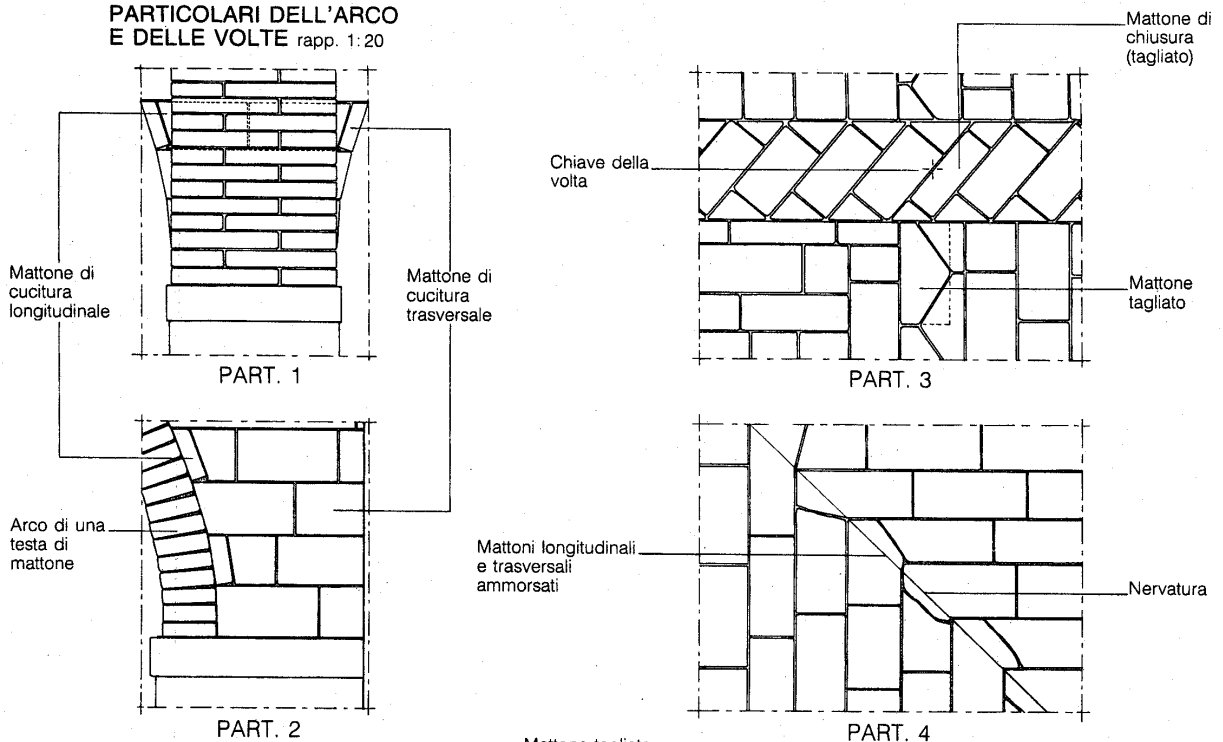 PARTICOLARI DELL'ARCO
E DELLE VOLTE rapp. 1:20
Mattone di
cucitura
longitudinale
Mattone di
cucitura
trasversale
PART. 1
Arco di una
testa di
mattone
PART. 2
Mattone di
chiusura
(tagliato)
Chiave della
volta
Mattone
tagliato
PART. 3
Mattoni longitudinali
e trasversali
ammorsati
Nervatura
PART. 4
Mattone tagliato